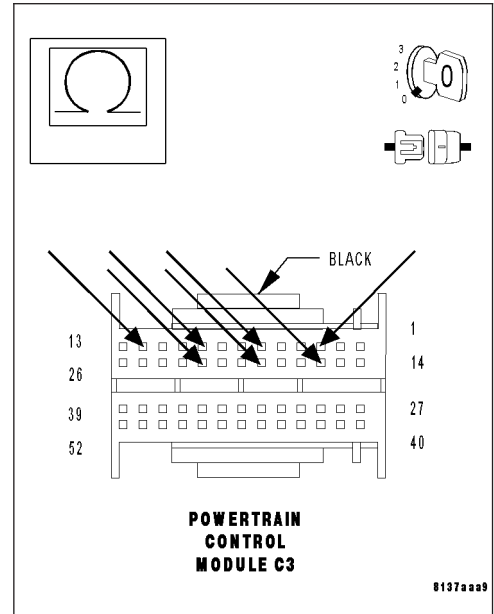 3
2
1
0
BLACK
13
1
26
14
39
27
52
40
POWERTRAIN
CONTROL
MODULE C3
8137aaa9